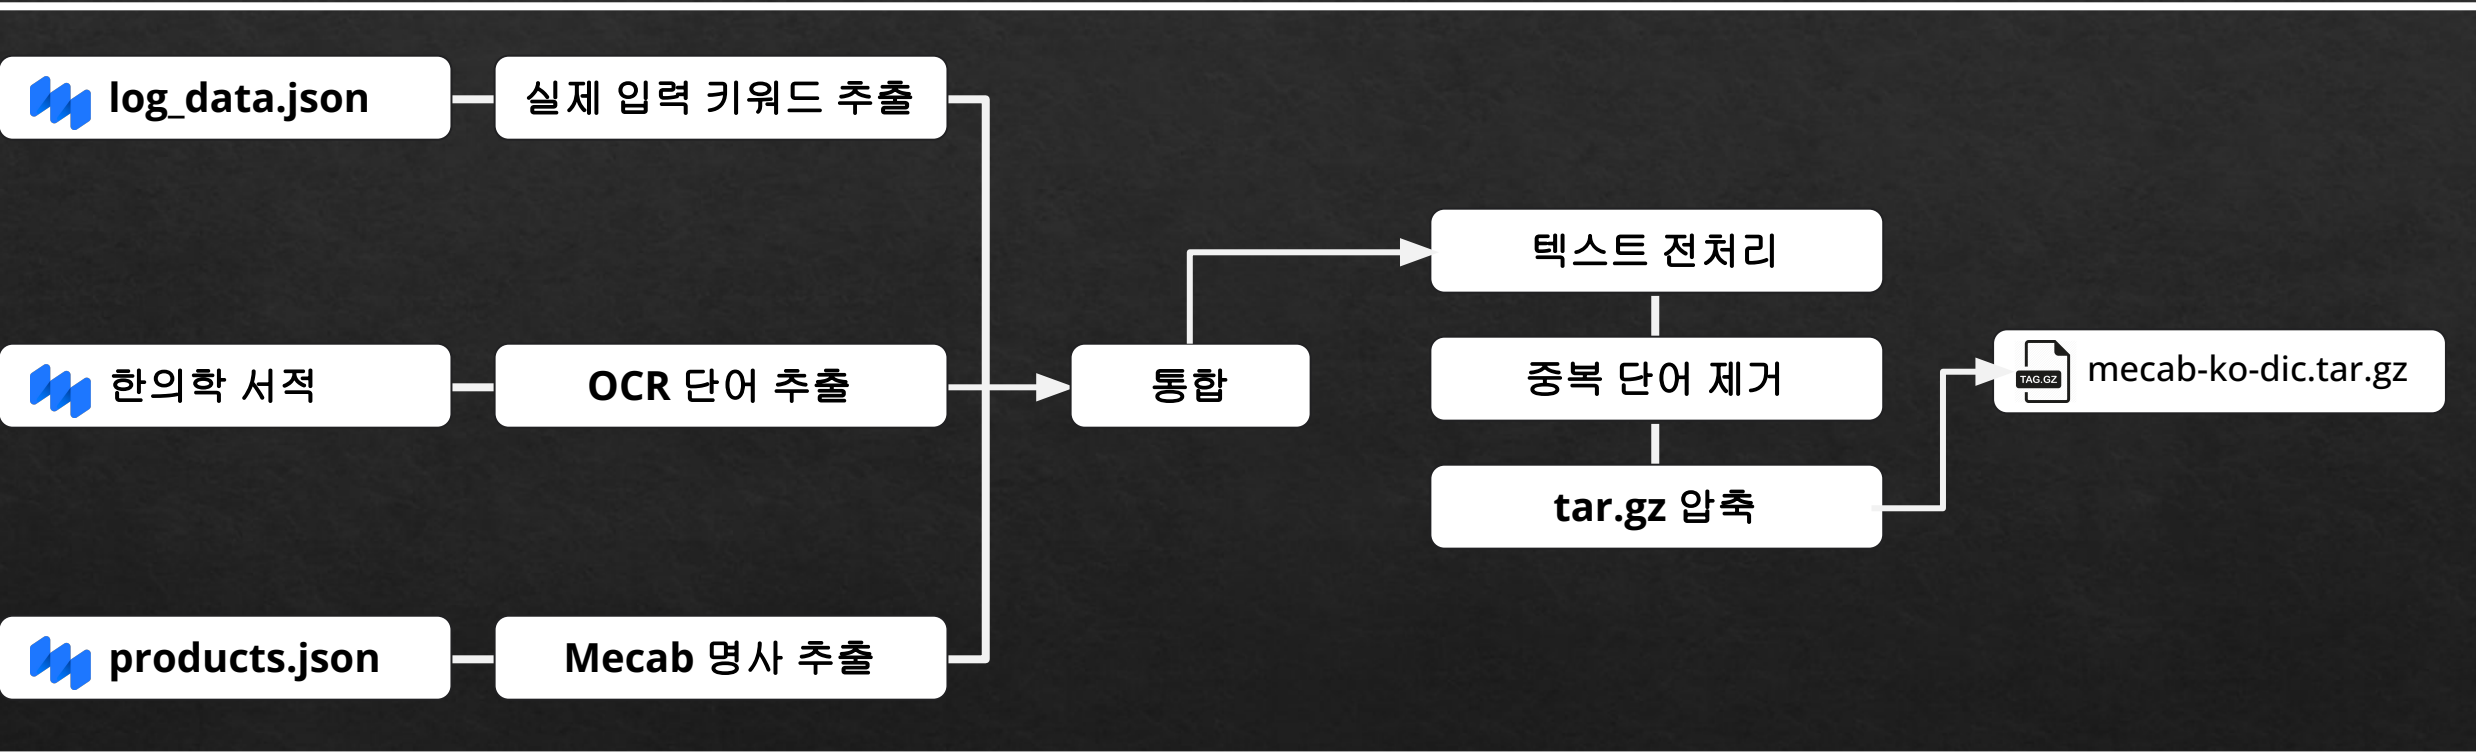 log_data.json
실제 입력 키워드 추출
한의학 서적
OCR 단어 추출
products.json
Mecab 명사 추출
통합
텍스트 전처리
중복 단어 제거
tar.gz 압축
TAG.GZ
mecab-ko-dic.tar.gz